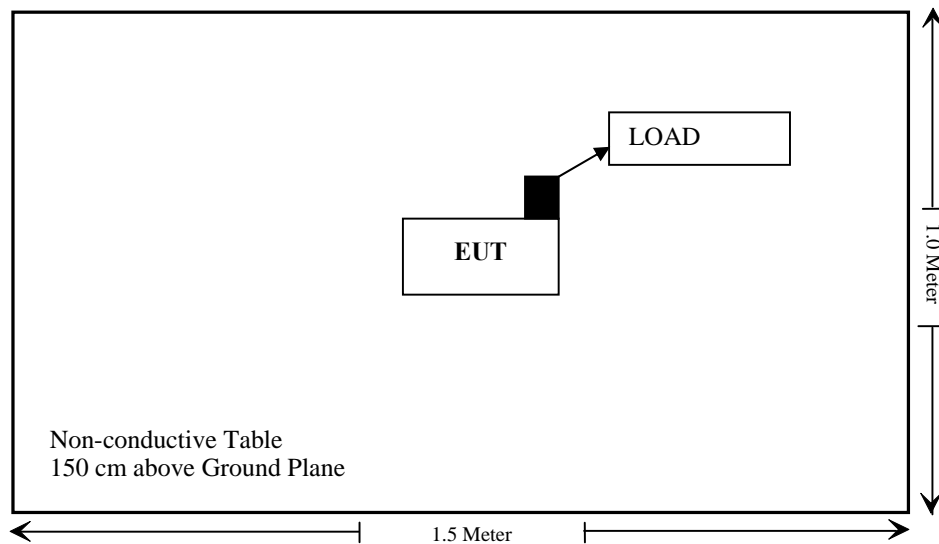 LOAD
EUT
1.0 Meter
Non-conductive Table
150 cm above Ground Plane
1.5 Meter